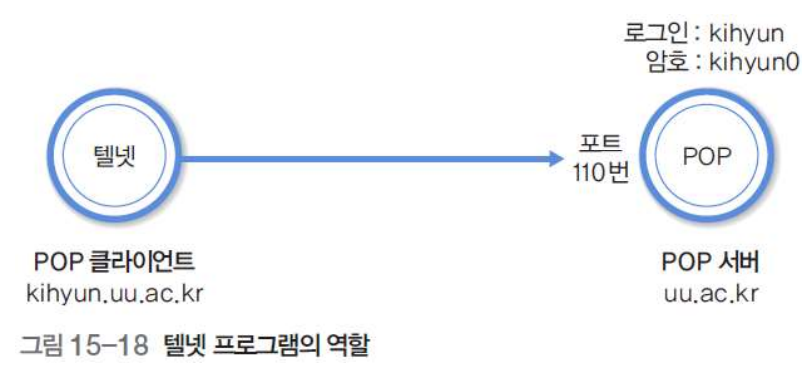 로그인 : kihyun
암호 : kihyun0
텔넷
포트
110번
POP
POP 클라이언트
kihyun.uu.ac.kr
POP 서버
uu.ac.kr
그림 15-18 텔넷 프로그램의 역할